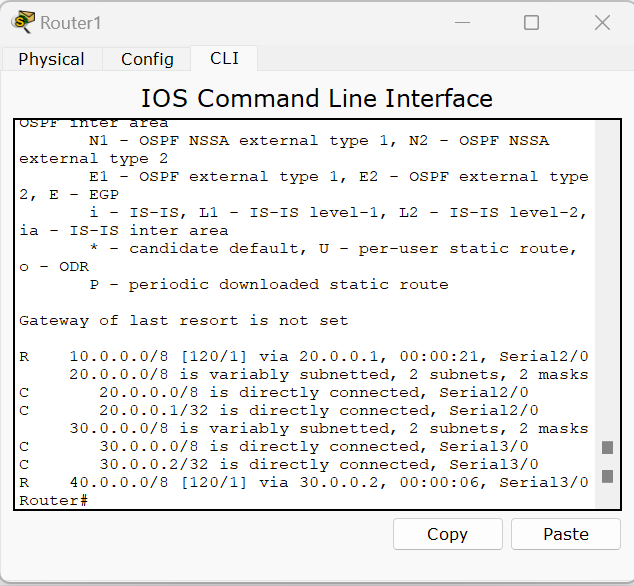 Router1
Physical Config CLI
IOS Command Line Interface
OSPF inter area
N1 - OSPF NSSA external type 1, N2 - OSPF NSSA
external type 2
E1 - OSPF external type 1, E2 - OSPF external type
2, E - EGP
i - IS-IS, L1 - IS-IS level-1, L2 - IS-IS level-2,
ia - IS-IS inter area
* - candidate default, U - per-user static route,
o - ODR
P - periodic downloaded static route
Gateway of last resort is not set
R 10.0.0.0/8 [120/1] via 20.0.0.1, 00:00:21, Serial2/0
20.0.0.0/8 is variably subnetted, 2 subnets, 2 masks
C 20.0.0.0/8 is directly connected, Serial2/0
C 20.0.0.1/32 is directly connected, Serial2/0
30.0.0.0/8 is variably subnetted, 2 subnets, 2 masks
C 30.0.0.0/8 is directly connected, Serial3/0
C 30.0.0.2/32 is directly connected, Serial3/0
R 40.0.0.0/8 [120/1] via 30.0.0.2, 00:00:06, Serial3/0
Router#
Copy Paste